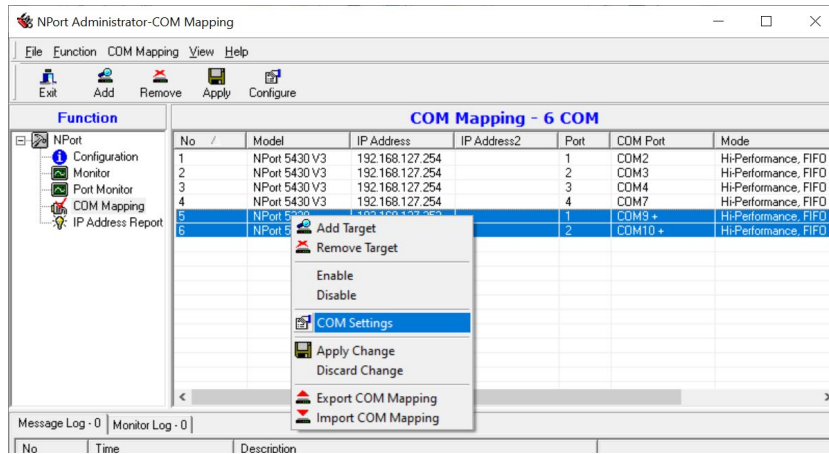 NPort Administrator-COM Mapping
File Function COM Mapping View Help
Exit Add Remove Apply Configure
Function
COM Mapping - 6 COM
NPort
Configuration
Monitor
Port Monitor
COM Mapping
IP Address Report
No / Model IP Address IP Address2 Port COM Port Mode
1 NPort 5430 V3 192.168.127.254 1 COM2 Hi-Performance, FIFO
2 NPort 5430 V3 192.168.127.254 2 COM3 Hi-Performance, FIFO
3 NPort 5430 V3 192.168.127.254 3 COM4 Hi-Performance, FIFO
4 NPort 5430 V3 192.168.127.254 4 COM7 Hi-Performance, FIFO
5 NPort 1 COM9 + Hi-Performance, FIFO
6 NPort 5 2 COM10 + Hi-Performance, FIFO
Add Target
Remove Target
Enable
Disable
COM Settings
Apply Change
Discard Change
Export COM Mapping
Import COM Mapping
Message Log - 0 Monitor Log - 0
No Time Description